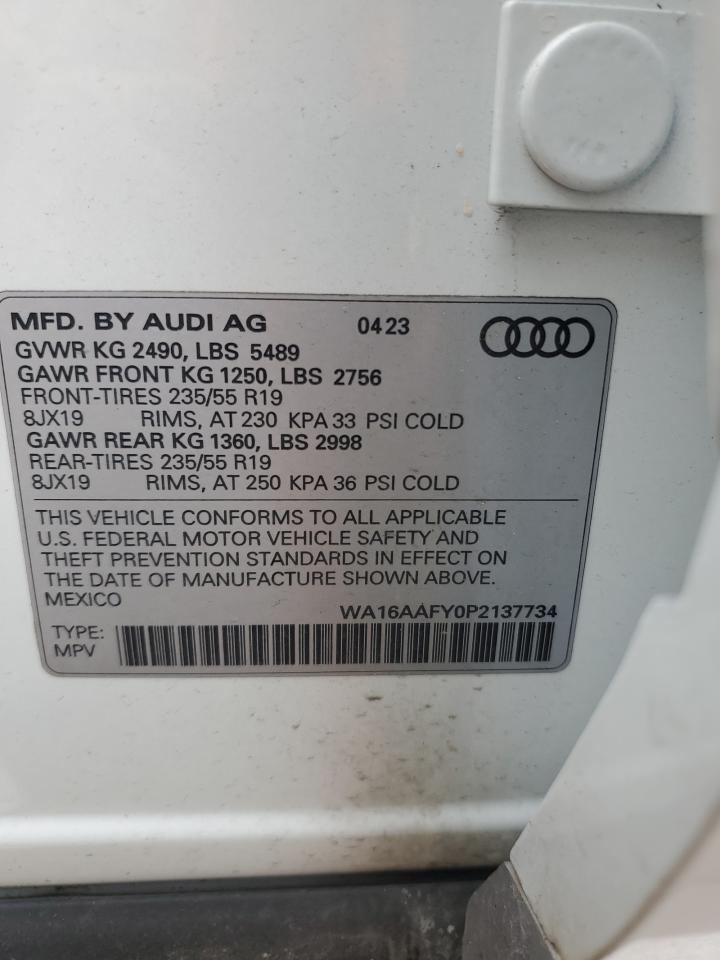 MFD. BY AUDI AG 0423
GVWR KG 2490, LBS 5489
GAWR FRONT KG 1250, LBS 2756
FRONT-TIRES 235/55 R19
8JX19 RIMS, AT 230 KPA 33 PSI COLD
GAWR REAR KG 1360, LBS 2998
REAR-TIRES 235/55 R19
8JX19 RIMS, AT 250 KPA 36 PSI COLD
THIS VEHICLE CONFORMS TO ALL APPLICABLE
U.S. FEDERAL MOTOR VEHICLE SAFETY AND
THEFT PREVENTION STANDARDS IN EFFECT ON
THE DATE OF MANUFACTURE SHOWN ABOVE.
MEXICO
WA16AAFY0P2137734
TYPE:
MPV